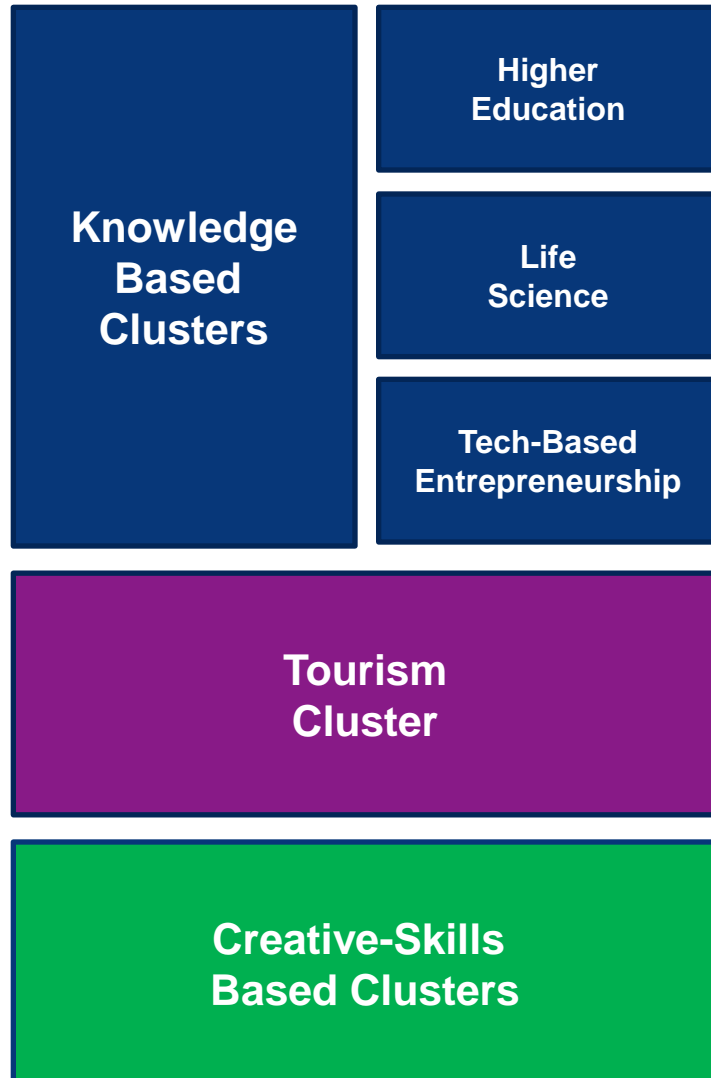 Knowledge
Based
Clusters
Higher
Education
Life
Science
Tech-Based
Entrepreneurship
Tourism
Cluster
Creative-Skills
Based Clusters